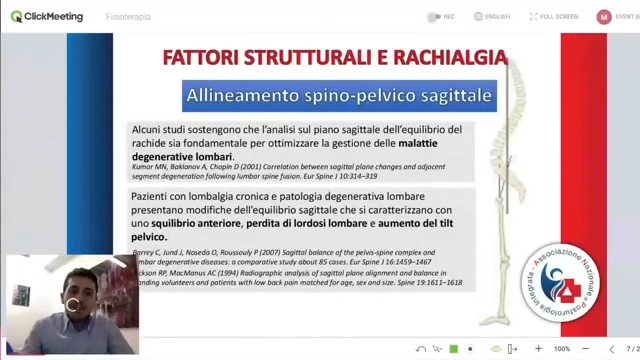 ClickMeeting
Fisioterapia
REC
ENGLISH
FULL SCREEN
M
EVENT B
FATTORI STRUTTURALI E RACHIALGIA
Allineamento spino-pelvico sagittale
Alcuni studi sostengono che l'analisi sul piano sagittale dell'equilibrio del
rachide sia fondamentale per ottimizzare la gestione delle malattie
degenerative lombari.
Kumar MN, Baklanov A, Chopin D (2001) Correlation between sagittal plane changes and adjacent
segment degeneration following lumbar spine fusion. Eur Spine J 10:314–319
Pazienti con lombalgia cronica e patologia degenerativa lombare
presentano modifiche dell'equilibrio sagittale che si caratterizzano con
uno squilibrio anteriore, perdita di lordosi lombare e aumento del tilt
pelvico.
Barrey C, Jund J, Noseda O, Roussouly P (2007) Sagittal balance of the pelvis-spine complex and
lumbar degenerative diseases: a comparative study about 85 cases. Eur Spine J 16:1459–1467
ckson RP, MacManus AC (1994) Radiographic analysis of sagittal plane alignment and balance in
anding volunteers and patients with low back pain matched for age, sex and size. Spine 19:1611–1618
Associazione Nazionale
di Posturologia Integrata
100%
7/2